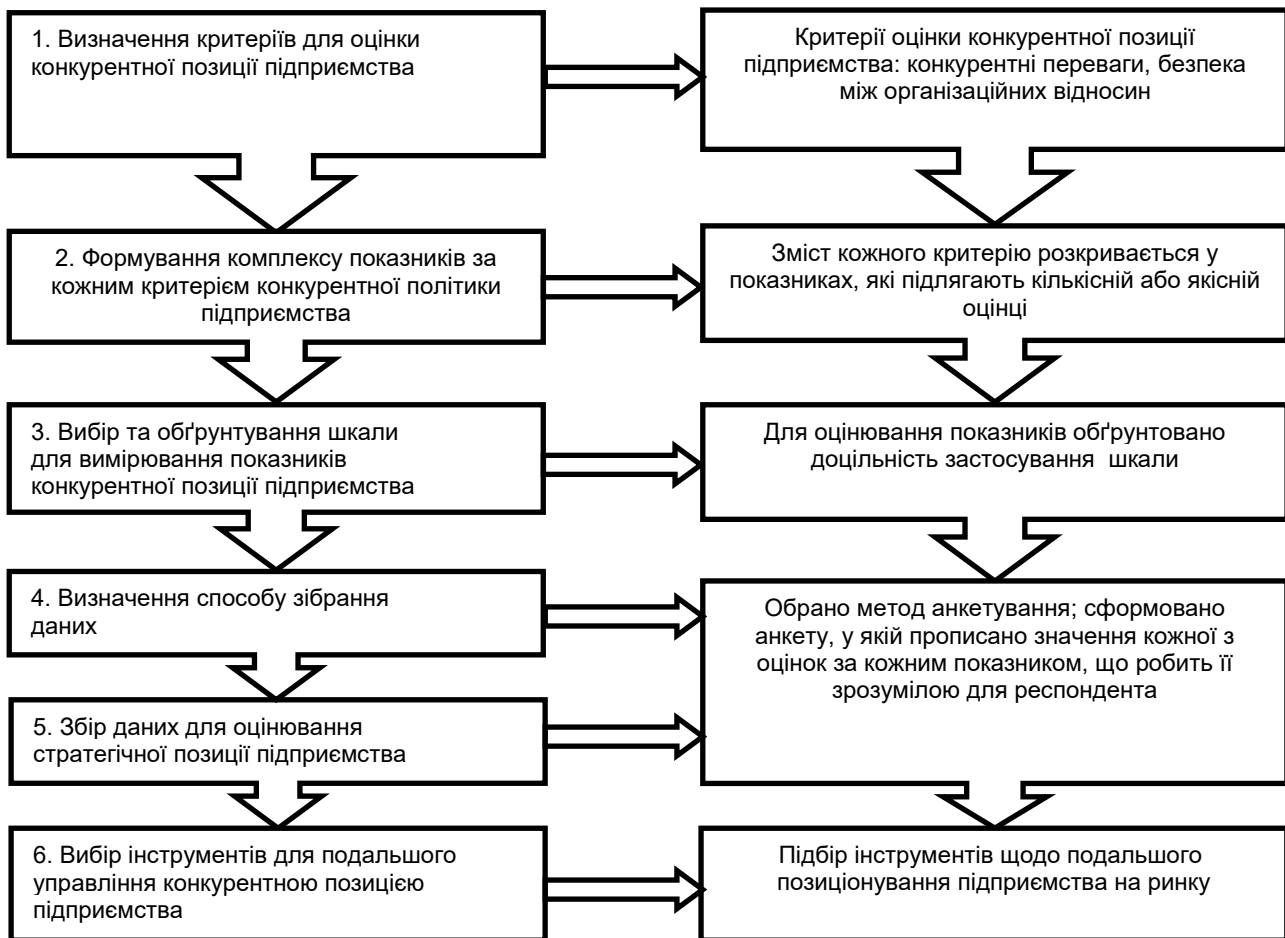 1. Визначення критеріїв для оцінки
конкурентної позиції підприємства
Критерії оцінки конкурентної позиції
підприємства: конкурентні переваги, безпека
між організаційних відносин
2. Формування комплексу показників за
кожним критерієм конкурентної політики
підприємства
Зміст кожного критерію розкривається у
показниках, які підлягають кількісній або якісній
оцінці
3. Вибір та обґрунтування шкали
для вимірювання показників
конкурентної позиції підприємства
Для оцінювання показників обґрунтовано
доцільність застосування шкали
4. Визначення способу зібрання
даних
Обрано метод анкетування; сформовано
анкету, у якій прописано значення кожної з
оцінок за кожним показником, що робить її
зрозумілою для респондента
5. Збір даних для оцінювання
стратегічної позиції підприємства
6. Вибір інструментів для подальшого
управління конкурентною позицією
підприємства
Підбір інструментів щодо подальшого
позиціонування підприємства на ринку